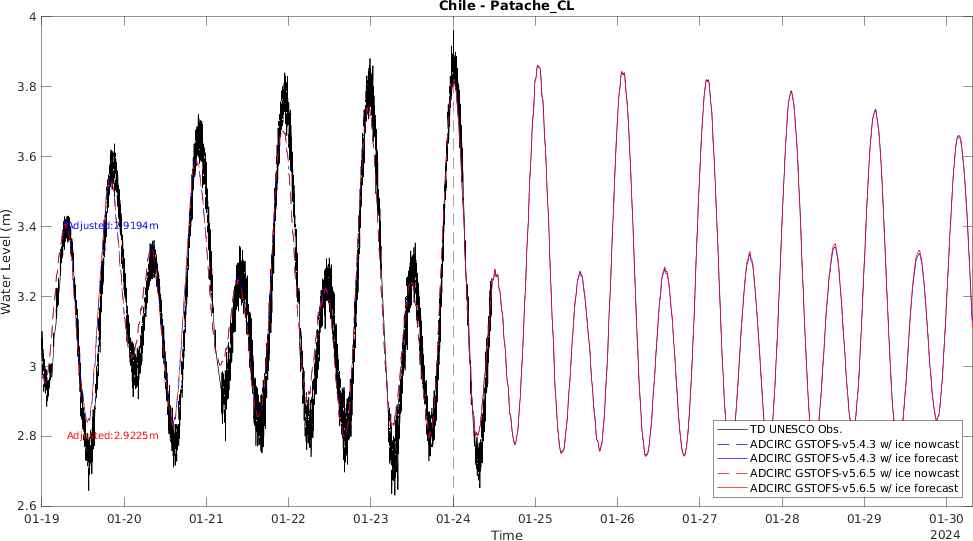 Chile - Patache_CL
4
3.8
3.6
3.4
3.2
3
2.8
2.6
Water Level (m)
Adjusted:2.9194m
Adjusted:2.9225m
TD UNESCO Obs.
ADCIRC GSTOFS-v5.4.3 w/ ice nowcast
ADCIRC GSTOFS-v5.4.3 w/ ice forecast
ADCIRC GSTOFS-v5.6.5 w/ ice nowcast
ADCIRC GSTOFS-v5.6.5 w/ ice forecast
01-19 01-20 01-21 01-22 01-23 01-24 01-25 01-26 01-27 01-28 01-29 01-30
2024
Time